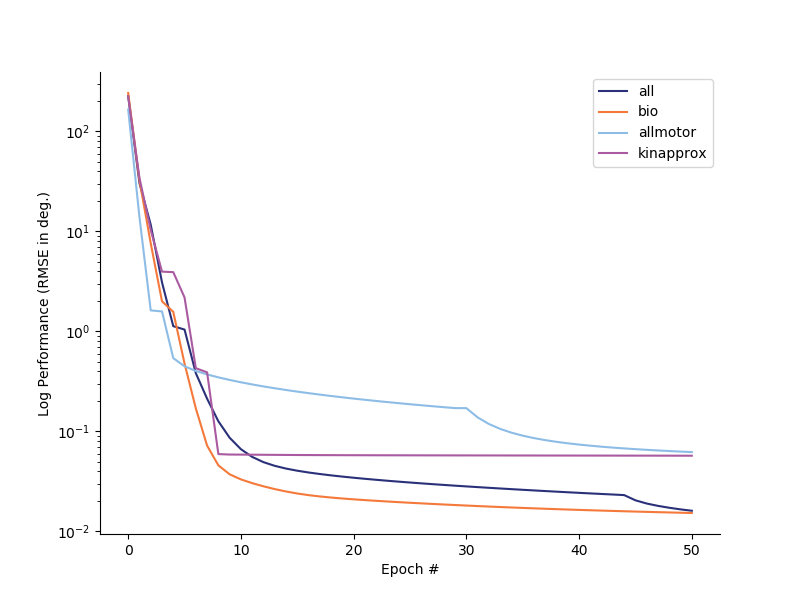 all
bio
allmotor
kinapprox
Log Performance (RMSE in deg.)
10²
10¹
10⁰
10⁻¹
10⁻²
0 10 20 30 40 50
Epoch #